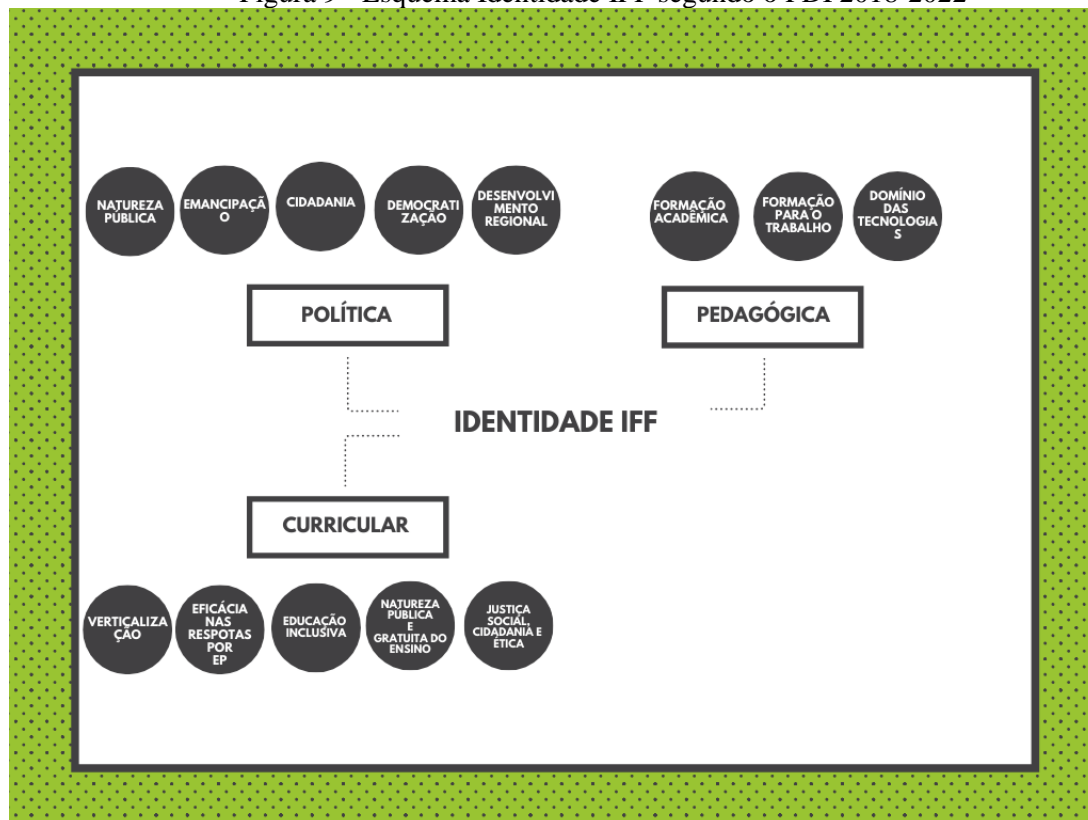 Figura 9 - Esquema Identidade IFF segundo o PDI 2018-2022
NATUREZA
PÚBLICA
EMANCIPAÇÃ
O
CIDADANIA
DEMOCRATI
ZAÇÃO
DESENVOLVI
MENTO
REGIONAL
FORMAÇÃO
ACADÊMICA
FORMAÇÃO
PARA O
TRABALHO
DOMÍNIO
DAS
TECNOLOGIA
S
POLÍTICA
PEDAGÓGICA
IDENTIDADE IFF
CURRICULAR
VERTICALIZA
ÇÃO
EFICÁCIA
NAS
RESPOTAS
POR
EP
EDUCAÇÃO
INCLUSIVA
NATUREZA
PÚBLICA
E
GRATUITA DO
ENSINO
JUSTIÇA
SOCIAL,
CIDADANIA E
ÉTICA